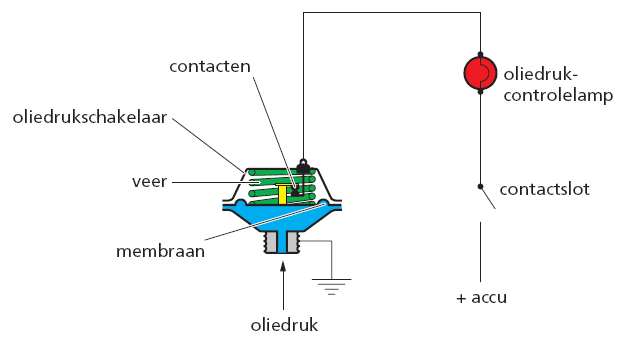 contacten
oliedrukschakelaar
veer
membraan
oliedruk
oliedruk-
controlelamp
contactslot
+ accu